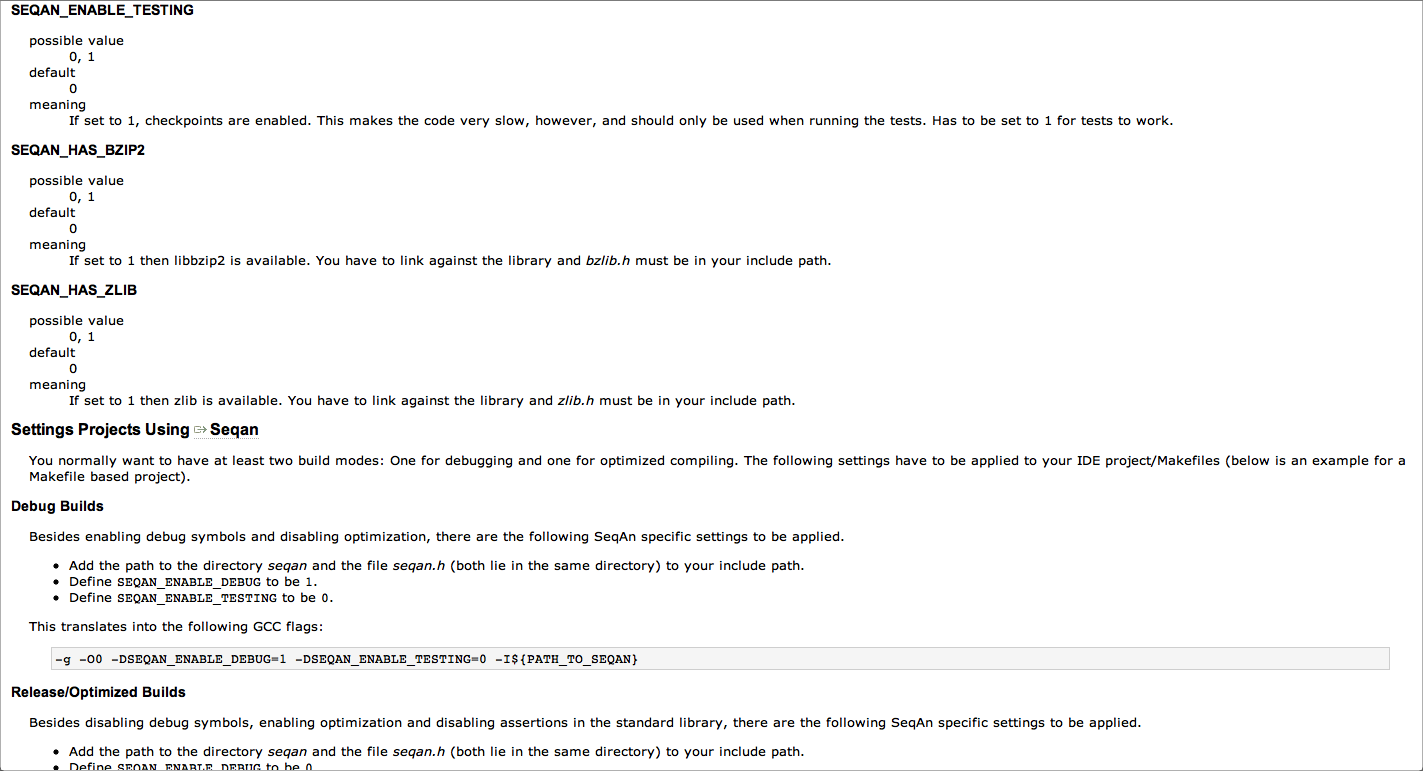 SEQAN_ENABLE_TESTING
possible value
0, 1
default
0
meaning
If set to 1, checkpoints are enabled. This makes the code very slow, however, and should only be used when running the tests. Has to be set to 1 for tests to work.
SEQAN_HAS_BZIP2
possible value
0, 1
default
0
meaning
If set to 1 then libbzip2 is available. You have to link against the library and bzlib.h must be in your include path.
SEQAN_HAS_ZLIB
possible value
0, 1
default
0
meaning
If set to 1 then zlib is available. You have to link against the library and zlib.h must be in your include path.
Settings Projects Using Seqan
You normally want to have at least two build modes: One for debugging and one for optimized compiling. The following settings have to be applied to your IDE project/Makefiles (below is an example for a
Makefile based project).
Debug Builds
Besides enabling debug symbols and disabling optimization, there are the following SeqAn specific settings to be applied.
• Add the path to the directory seqan and the file seqan.h (both lie in the same directory) to your include path.
• Define SEQAN_ENABLE_DEBUG to be 1.
• Define SEQAN_ENABLE_TESTING to be 0.
This translates into the following GCC flags:
-g -O0 -DSEQAN_ENABLE_DEBUG=1 -DSEQAN_ENABLE_TESTING=0 -I${PATH_TO_SEQAN}
Release/Optimized Builds
Besides disabling debug symbols, enabling optimization and disabling assertions in the standard library, there are the following SeqAn specific settings to be applied.
• Add the path to the directory seqan and the file seqan.h (both lie in the same directory) to your include path.
• Define SEQAN_ENABLE_DEBUG to be 0